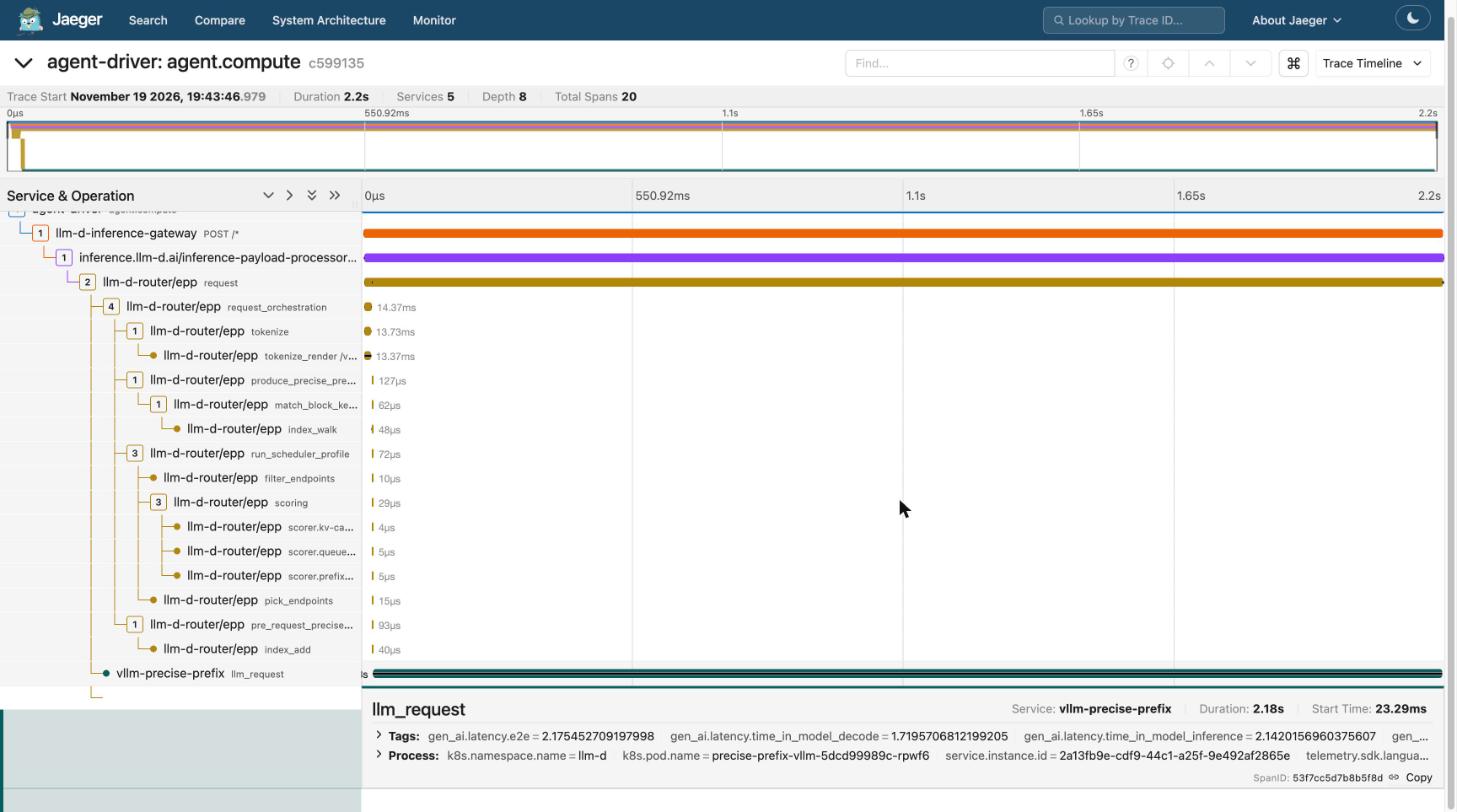 Jaeger Search Compare System Architecture Monitor Lookup by Trace ID... About Jaeger
agent-driver: agent.compute c599135 Find... ? ⌘ Trace Timeline
Trace Start November 19 2026, 19:43:46.979 Duration 2.2s Services 5 Depth 8 Total Spans 20
0μs 550.92ms 1.1s 1.65s 2.2s
Service & Operation 0μs 550.92ms 1.1s 1.65s 2.2s
agent-driver agent.compute
1 llm-d-inference-gateway POST /*
1 inference.llm-d.ai/inference-payload-processor...
2 llm-d-router/epp request
4 llm-d-router/epp request_orchestration 14.37ms
1 llm-d-router/epp tokenize 13.73ms
llm-d-router/epp tokenize_render /v... 13.37ms
1 llm-d-router/epp produce_precise_pre... 127μs
1 llm-d-router/epp match_block_ke... 62μs
llm-d-router/epp index_walk 48μs
3 llm-d-router/epp run_scheduler_profile 72μs
llm-d-router/epp filter_endpoints 10μs
3 llm-d-router/epp scoring 29μs
llm-d-router/epp scorer.kv-ca... 4μs
llm-d-router/epp scorer.queue... 5μs
llm-d-router/epp scorer.prefix... 5μs
llm-d-router/epp pick_endpoints 15μs
1 llm-d-router/epp pre_request_precise... 93μs
llm-d-router/epp index_add 40μs
vllm-precise-prefix llm_request s
llm_request Service: vllm-precise-prefix Duration: 2.18s Start Time: 23.29ms
Tags: gen_ai.latency.e2e = 2.175452709197998 gen_ai.latency.time_in_model_decode = 1.7195706812199205 gen_ai.latency.time_in_model_inference = 2.1420156960375607 gen_...
Process: k8s.namespace.name = llm-d k8s.pod.name = precise-prefix-vllm-5dcd99989c-rpwf6 service.instance.id = 2a13fb9e-cdf9-44c1-a25f-9e492af2865e telemetry.sdk.langua...
SpanID: 53f7cc5d7b8b5f8d Copy